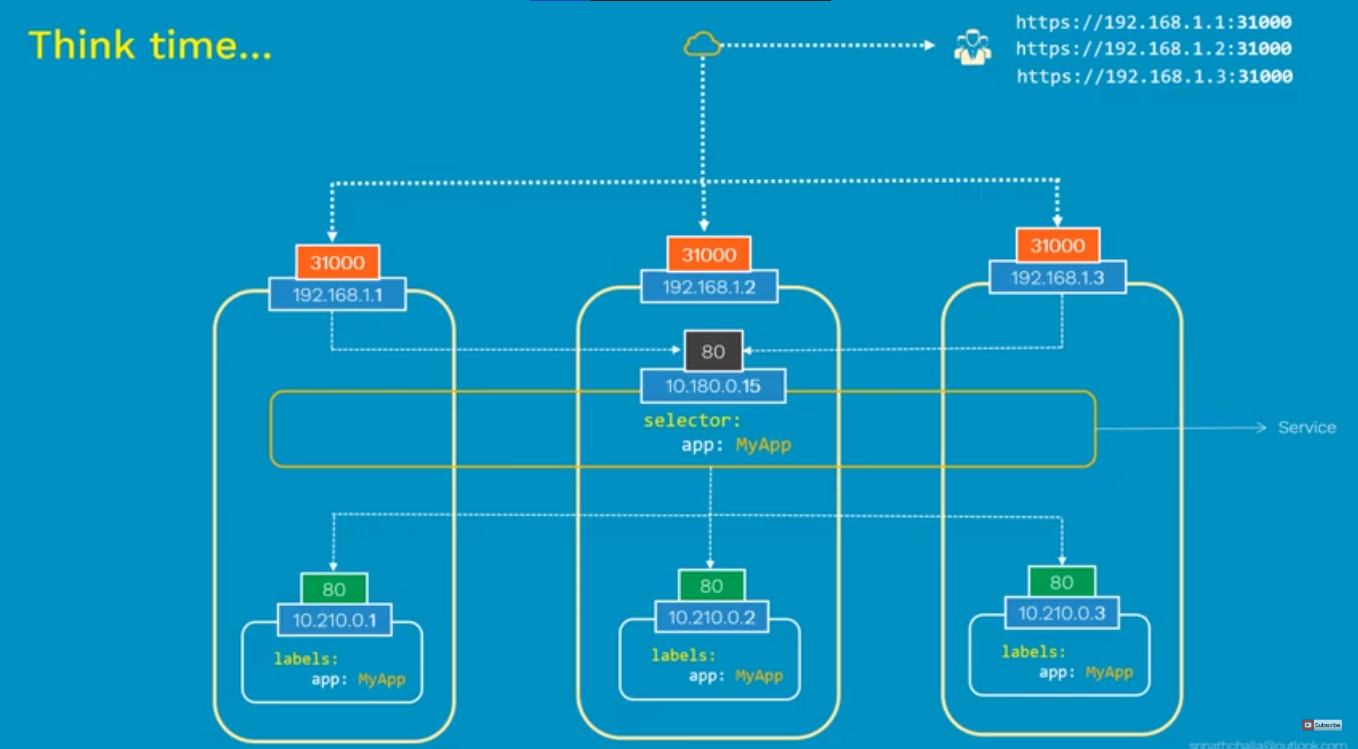 Think time...
https://192.168.1.1:31000
https://192.168.1.2:31000
https://192.168.1.3:31000
31000
192.168.1.1
31000
192.168.1.2
31000
192.168.1.3
80
10.180.0.15
selector:
app: MyApp
Service
80
10.210.0.1
labels:
app: MyApp
80
10.210.0.2
labels:
app: MyApp
80
10.210.0.3
labels:
app: MyApp
Subscribe
srinathchalla@outlook.com